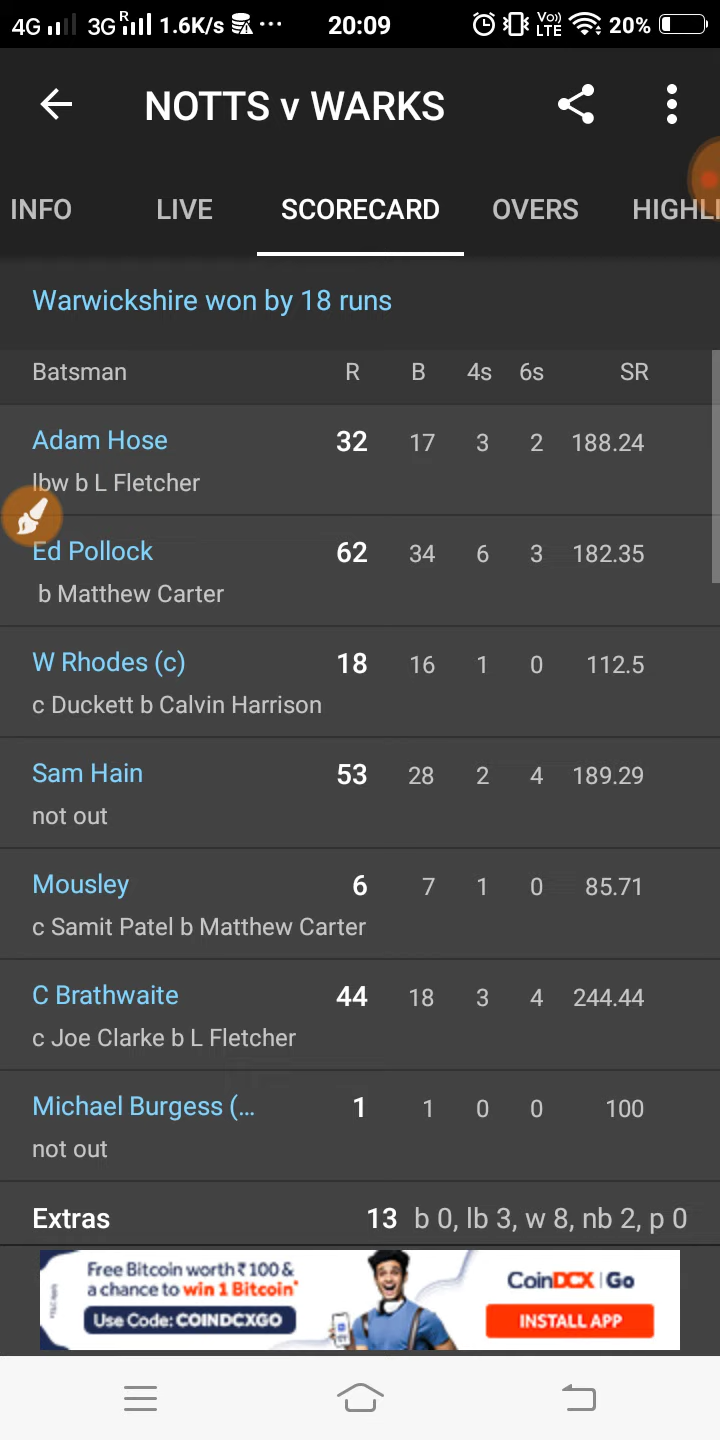 4G 3G R 1.6K/s ... 20:09 Vo)) LTE 20%
NOTTS v WARKS
INFO LIVE SCORECARD OVERS HIGHLI
Warwickshire won by 18 runs
Batsman R B 4s 6s SR
Adam Hose 32 17 3 2 188.24
lbw b L Fletcher
Ed Pollock 62 34 6 3 182.35
b Matthew Carter
W Rhodes (c) 18 16 1 0 112.5
c Duckett b Calvin Harrison
Sam Hain 53 28 2 4 189.29
not out
Mousley 6 7 1 0 85.71
c Samit Patel b Matthew Carter
C Brathwaite 44 18 3 4 244.44
c Joe Clarke b L Fletcher
Michael Burgess (... 1 1 0 0 100
not out
Extras 13 b 0, lb 3, w 8, nb 2, p 0
Free Bitcoin worth ₹100 &
a chance to win 1 Bitcoin*
Use Code: COINDCXGO
CoinDCX | Go
INSTALL APP